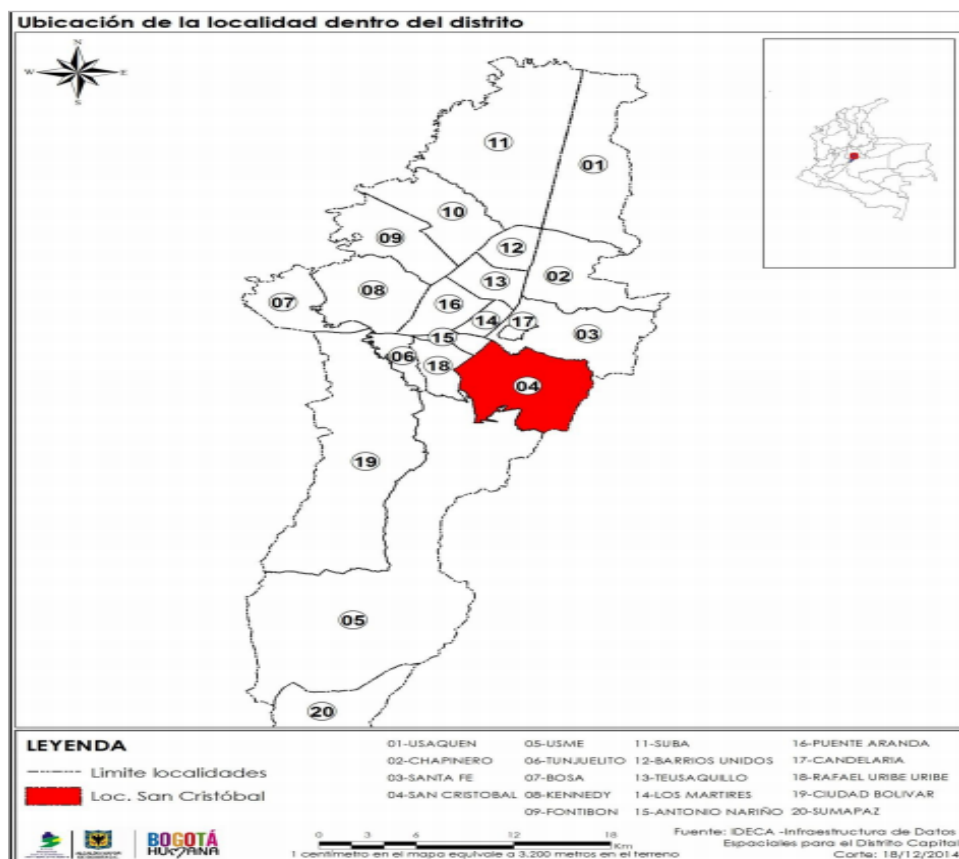 Ubicación de la localidad dentro del distrito
N
W E
S
11
01
10
09
12
02
13
08
07
16
14
17
03
15
06
18
04
19
05
20
LEYENDA
Limite localidades
Loc. San Cristóbal
01-USAQUEN
02-CHAPINERO
03-SANTA FE
04-SAN CRISTOBAL
05-USME
06-TUNJUELITO
07-BOSA
08-KENNEDY
09-FONTIBON
11-SUBA
12-BARRIOS UNIDOS
13-TEUSAQUILLO
14-LOS MARTIRES
15-ANTONIO NARIÑO
16-PUENTE ARANDA
17-CANDELARIA
18-RAFAEL URIBE URIBE
19-CIUDAD BOLIVAR
20-SUMAPAZ
BOGOTÁ
HUMANA
0 3 6 12 18
Km
1 centímetro en el mapa equivale a 3.200 metros en el terreno
Fuente: IDECA -Infraestructura de Datos
Espaciales para el Distrito Capital
Corte: 18/12/2014